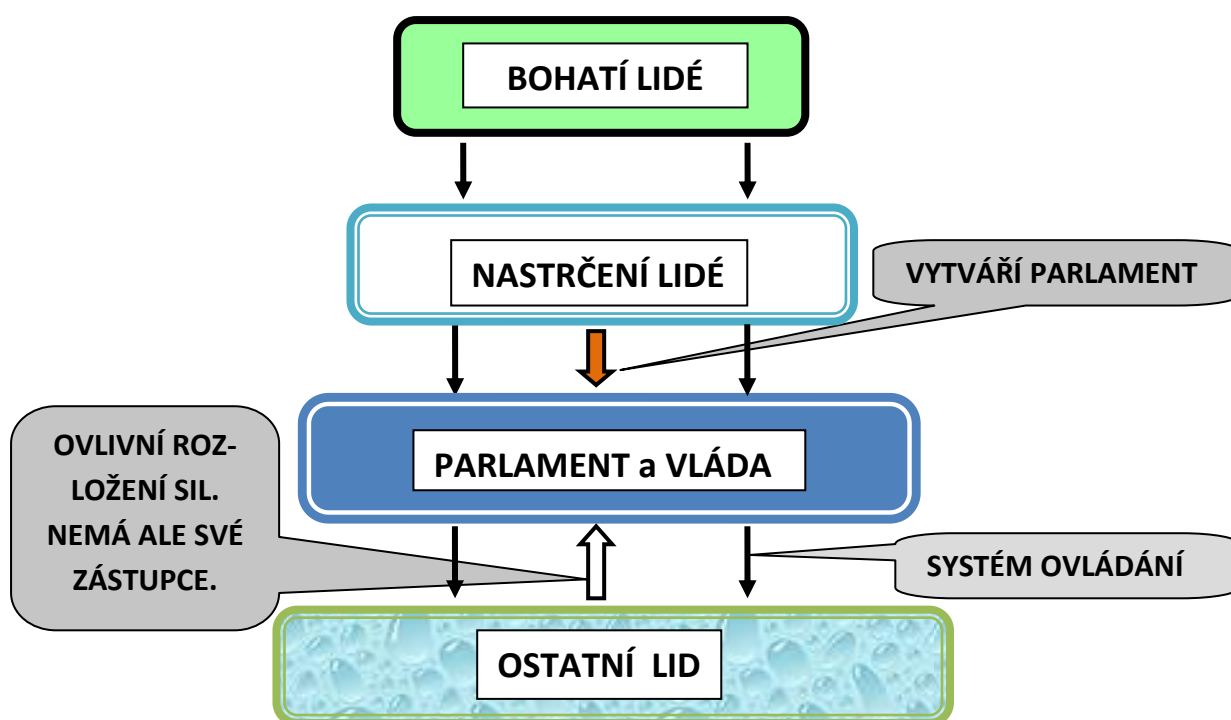 BOHATÍ LIDÉ
NASTRČENÍ LIDÉ
VYTVÁŘÍ PARLAMENT
OVLIVNÍ ROZ-
LOŽENÍ SIL.
NEMÁ ALE SVÉ
ZÁSTUPCE.
PARLAMENT a VLÁDA
SYSTÉM OVLÁDÁNÍ
OSTATNÍ LID